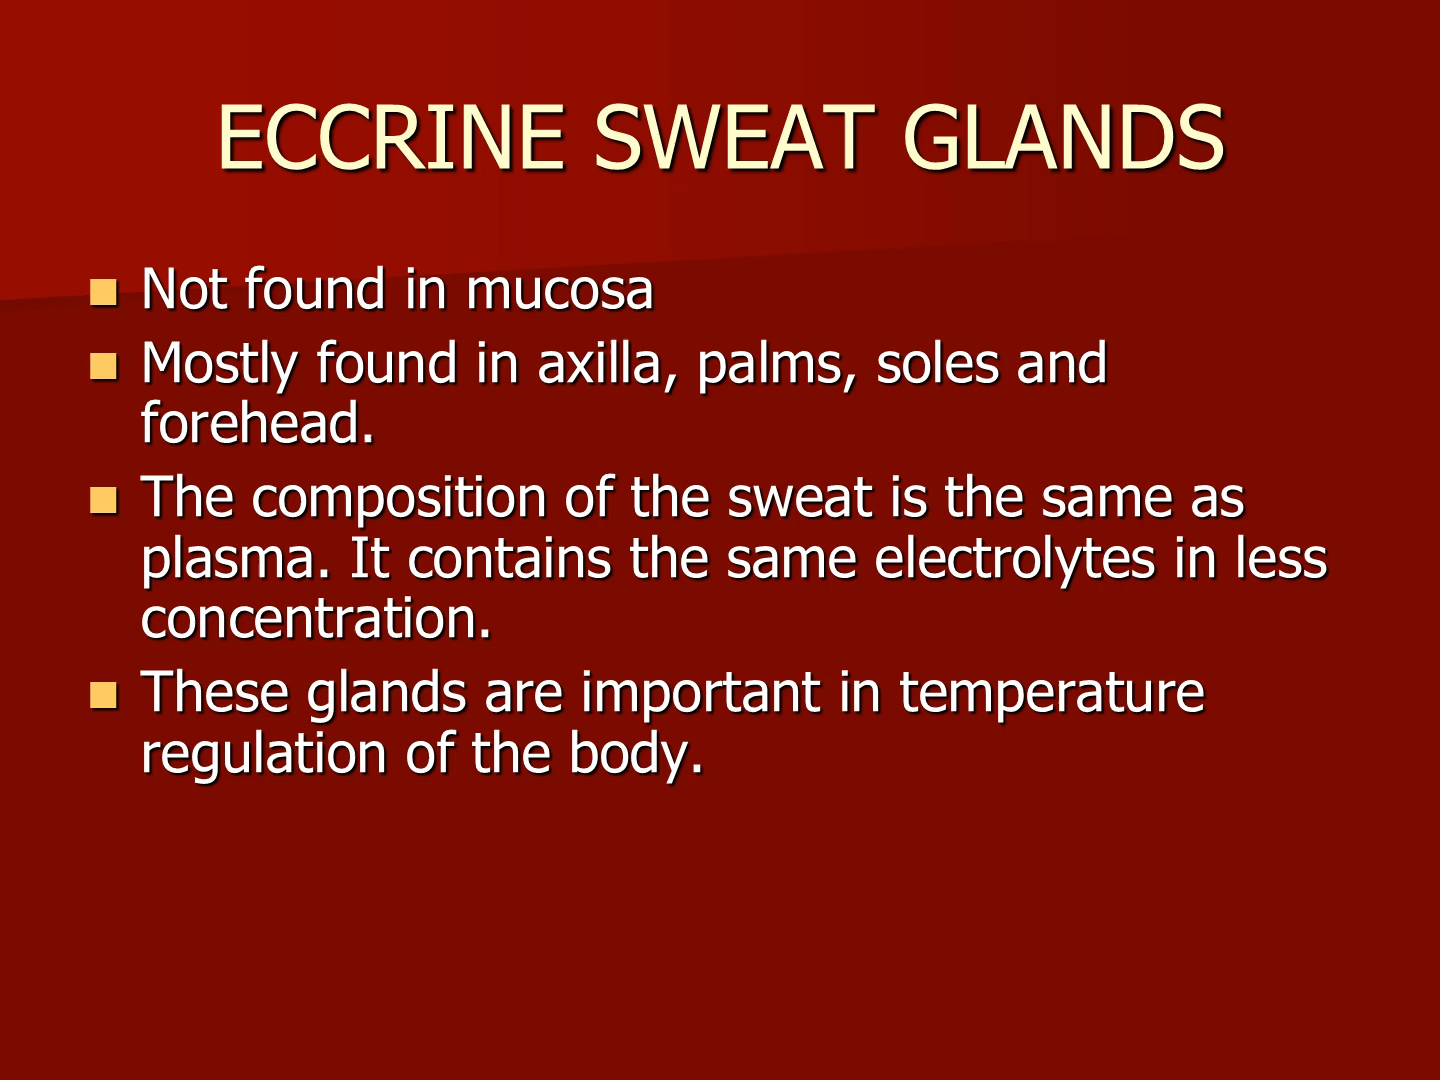 ECCRINE SWEAT GLANDS
Not found in mucosa
Mostly found in axilla, palms, soles and
forehead.
The composition of the sweat is the same as
plasma. It contains the same electrolytes in less
concentration.
These glands are important in temperature
regulation of the body.